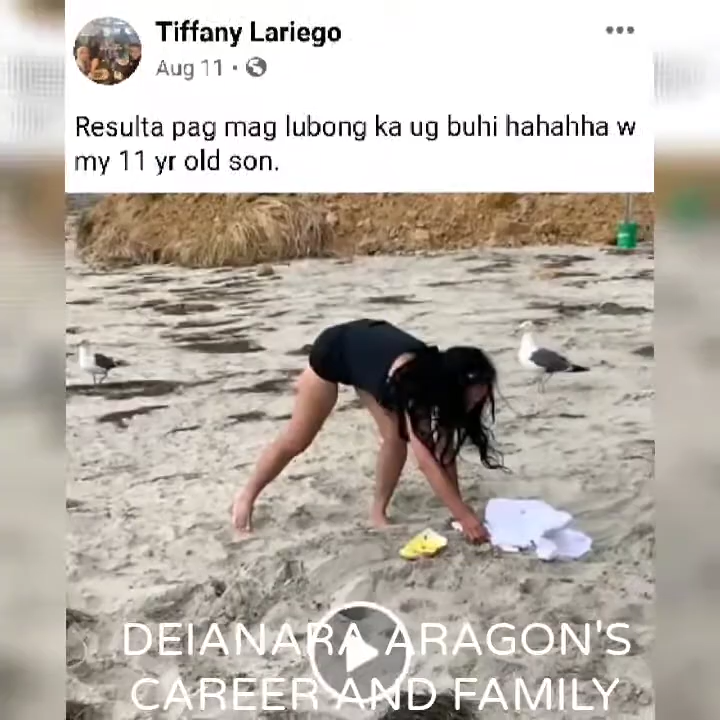 Tiffany Lariego
Aug 11 ·
Resulta pag mag lubong ka ug buhi hahahha w
my 11 yr old son.
DEIANARA ARAGON'S
CAREER AND FAMILY